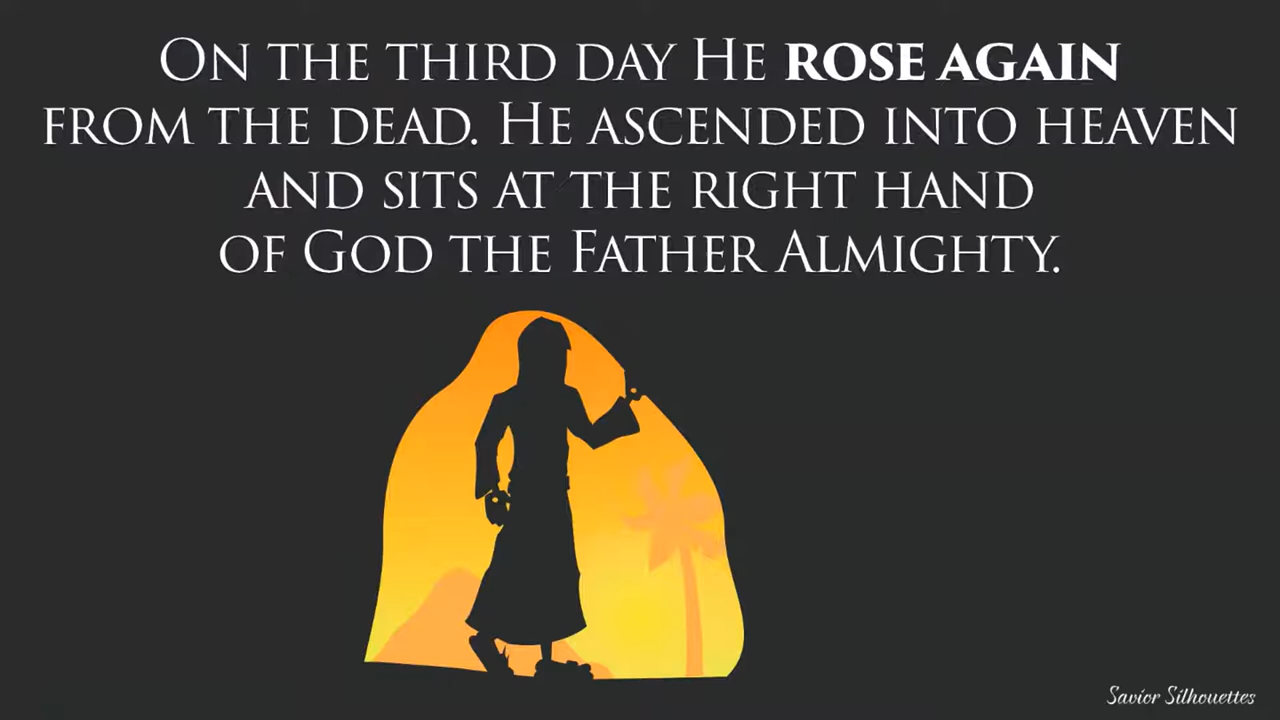 On the third day He rose again
from the dead. He ascended into heaven
and sits at the right hand
of God the Father Almighty.
Savior Silhouettes